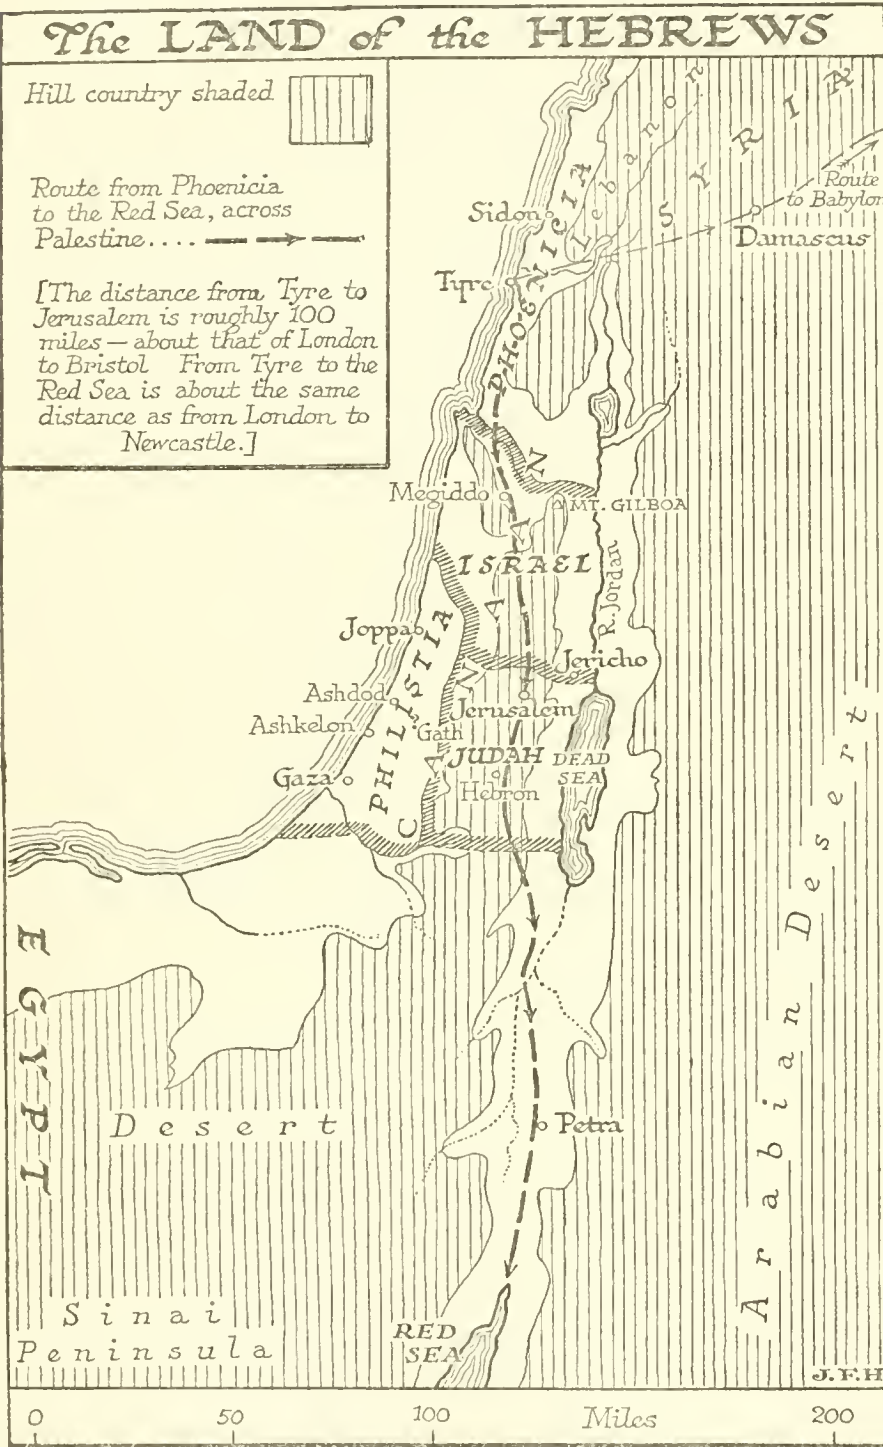 The LAND of the HEBREWS
Hill country shaded
Route from Phoenicia
to the Red Sea, across
Palestine....
[The distance from Tyre to
Jerusalem is roughly 100
miles — about that of London
to Bristol From Tyre to the
Red Sea is about the same
distance as from London to
Newcastle.]
SYRIA
Lebanon
PHOENICIA
Route
to Babylon
Sidon
Damascus
Tyre
CANAAN
Megiddo
MT. GILBOA
ISRAEL
R. Jordan
Joppa
PHILISTIA
Jericho
Ashdod
Jerusalem
Ashkelon
Gath
JUDAH
DEAD
SEA
Gaza
Hebron
Arabian Desert
EGYPT
Desert
Petra
Sinai
Peninsula
RED
SEA
J.F.H
0 50 100 Miles 200